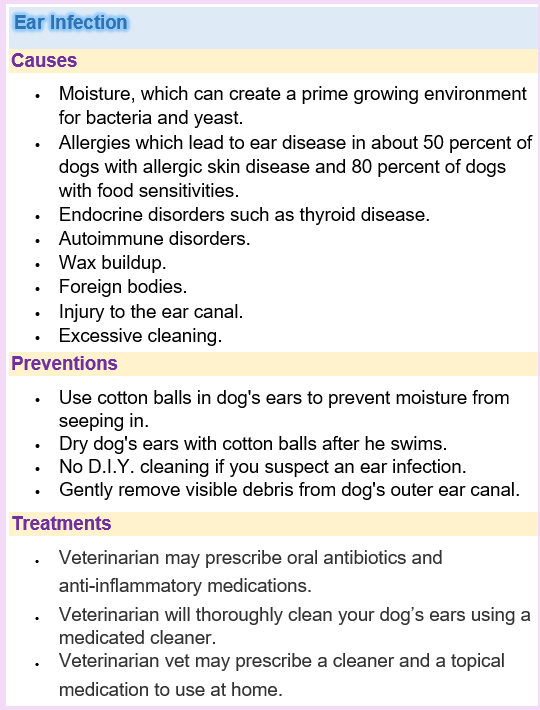 Ear Infection
Causes
• Moisture, which can create a prime growing environment
for bacteria and yeast.
• Allergies which lead to ear disease in about 50 percent of
dogs with allergic skin disease and 80 percent of dogs
with food sensitivities.
• Endocrine disorders such as thyroid disease.
• Autoimmune disorders.
• Wax buildup.
• Foreign bodies.
• Injury to the ear canal.
• Excessive cleaning.
Preventions
• Use cotton balls in dog's ears to prevent moisture from
seeping in.
• Dry dog's ears with cotton balls after he swims.
• No D.I.Y. cleaning if you suspect an ear infection.
• Gently remove visible debris from dog's outer ear canal.
Treatments
• Veterinarian may prescribe oral antibiotics and
anti-inflammatory medications.
• Veterinarian will thoroughly clean your dog’s ears using a
medicated cleaner.
• Veterinarian vet may prescribe a cleaner and a topical
medication to use at home.